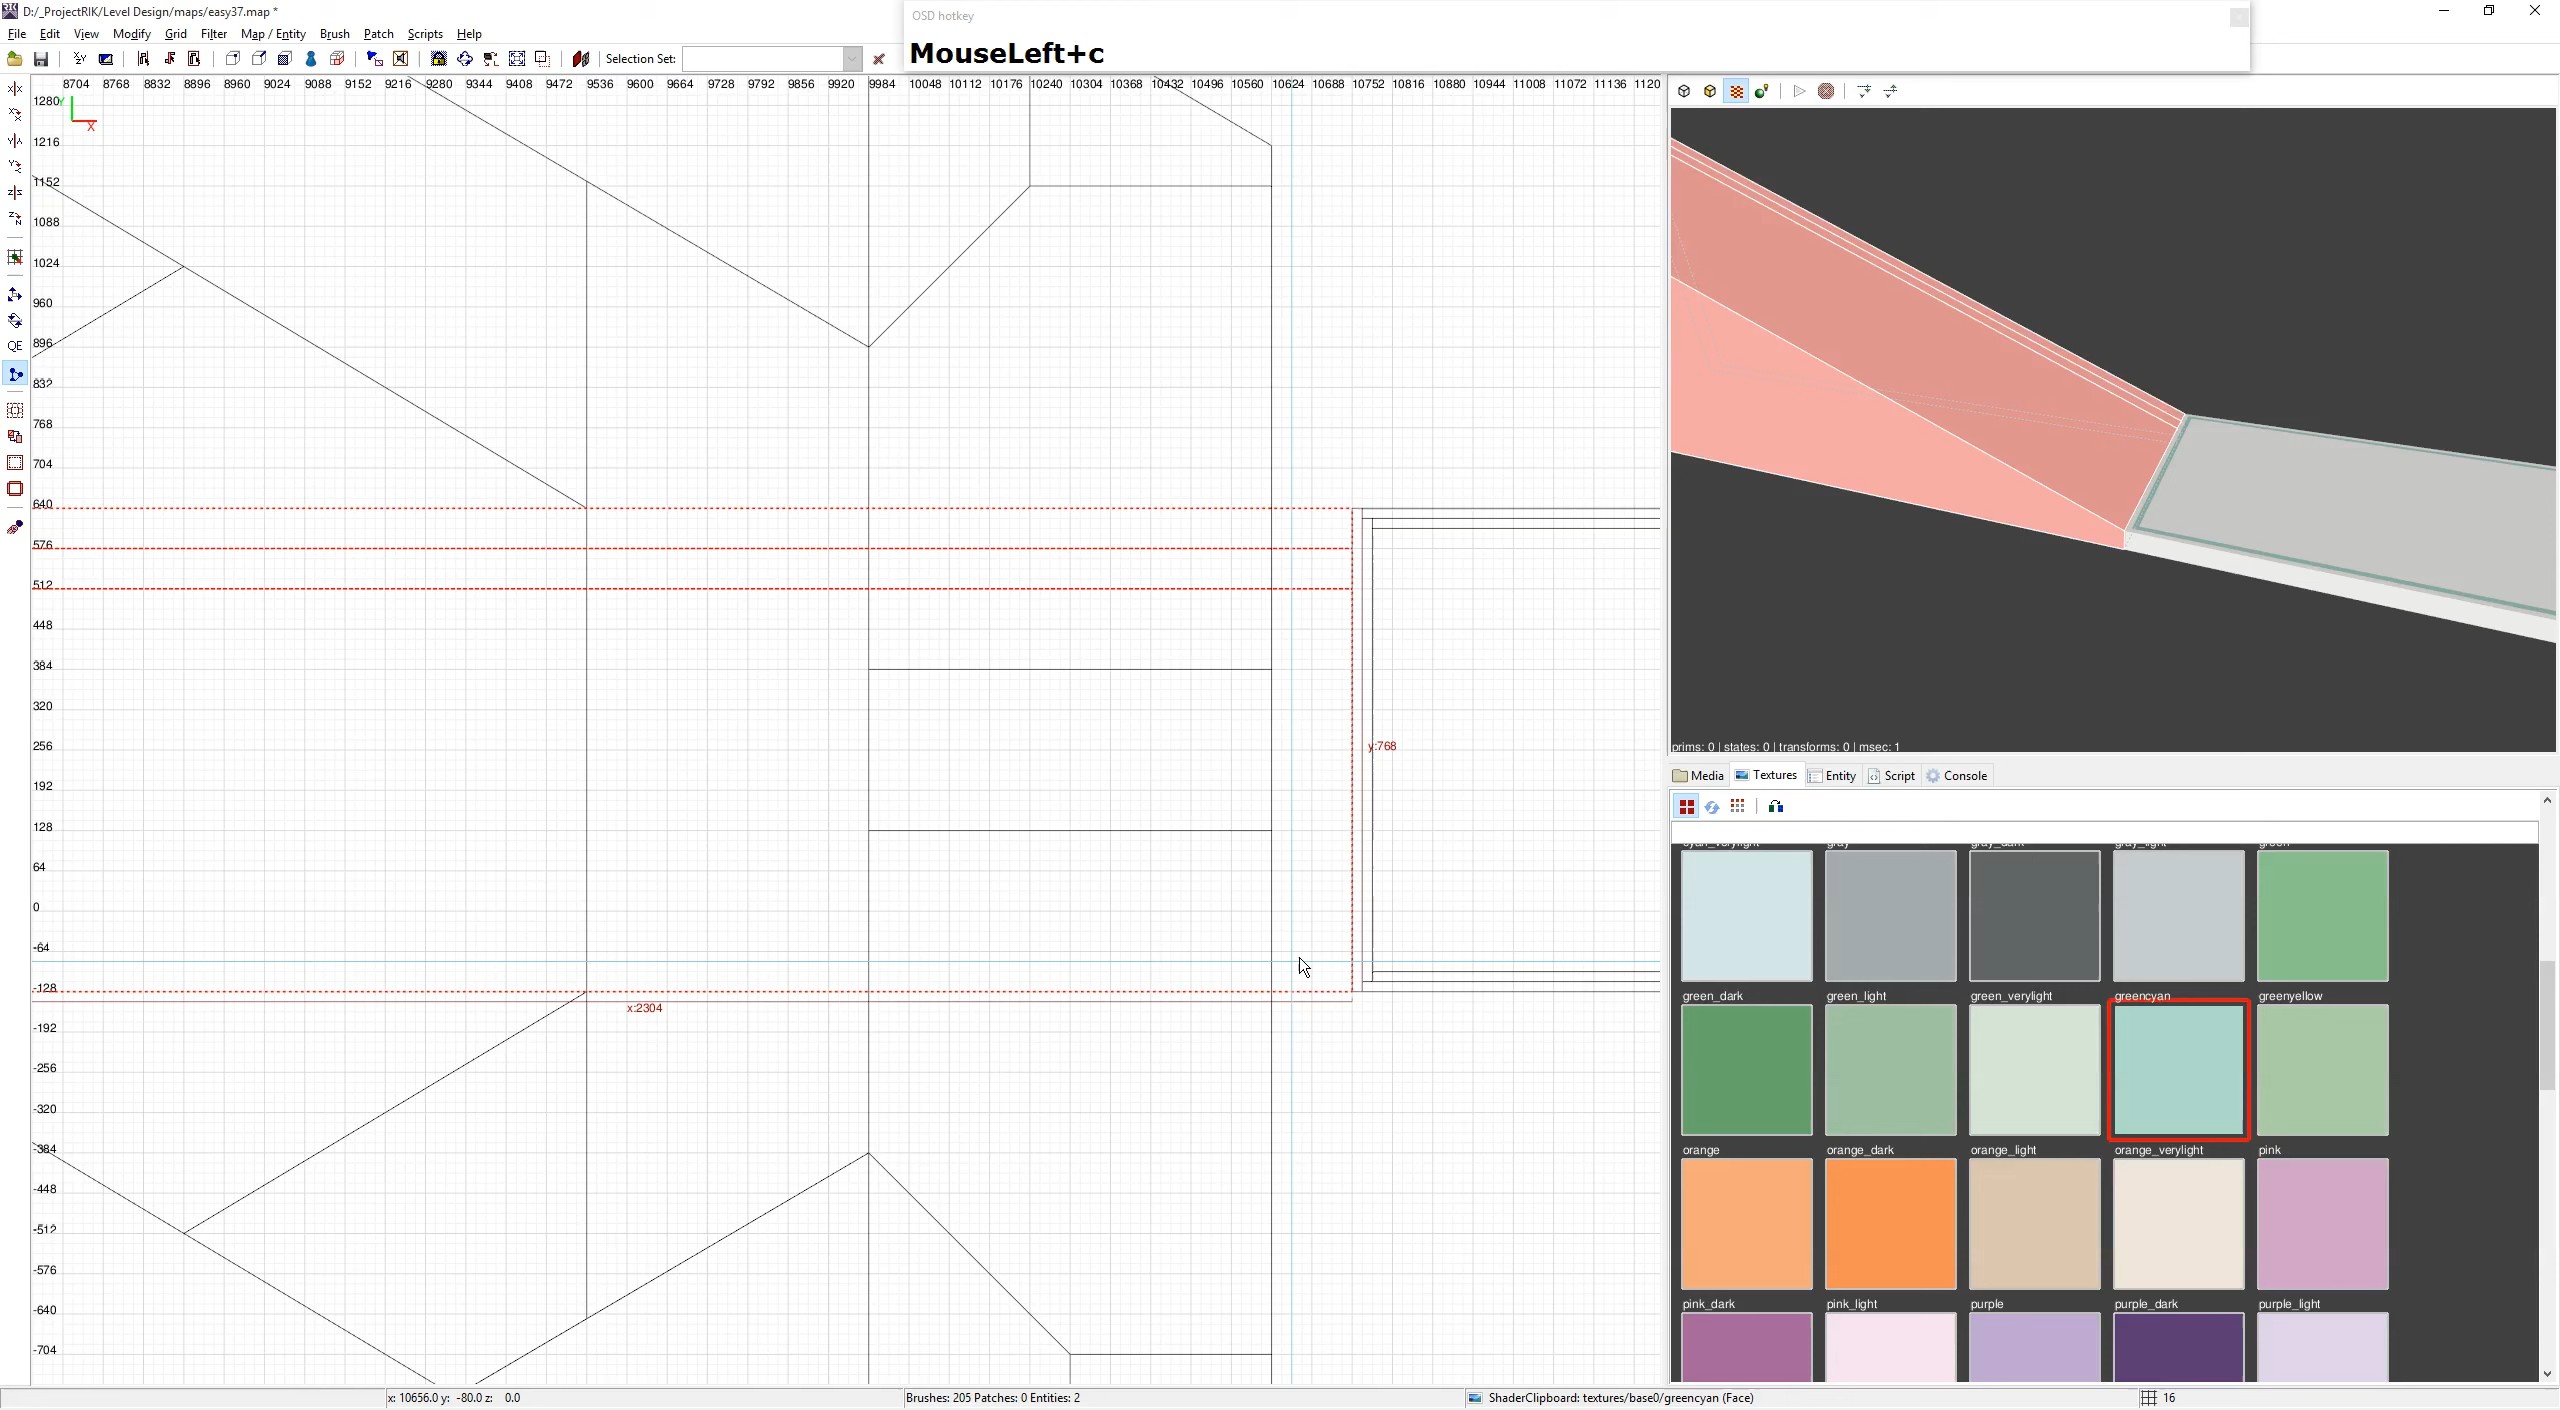 D:/_ProjectRIK/Level Design/maps/easy37.map *
OSD hotkey
File Edit View Modify Grid Filter Map / Entity Brush Patch Scripts Help
MouseLeft+c
Selection Set:
8704 8768 8832 8896 8960 9024 9088 9152 9216 9280 9344 9408 9472 9536 9600 9664 9728 9792 9856 9920 9984 10048 10112 10176 10240 10304 10368 10432 10496 10560 10624 10688 10752 10816 10880 10944 11008 11072 11136 11200
1280
Y
X
1216
1152
1088
1024
960
896
QE
832
768
704
640
576
512
448
384
320
256
y:768
192
128
64
0
-64
-128
x:2304
-192
-256
-320
-384
-448
-512
-576
-640
-704
prims: 0 | states: 0 | transforms: 0 | msec: 1
Media Textures Entity Script Console
cyan_verylight gray gray_dark gray_light green
green_dark green_light green_verylight greencyan greenyellow
orange orange_dark orange_light orange_verylight pink
pink_dark pink_light purple purple_dark purple_light
x: 10656.0 y: -80.0 z: 0.0
Brushes: 205 Patches: 0 Entities: 2
ShaderClipboard: textures/base0/greencyan (Face)
16